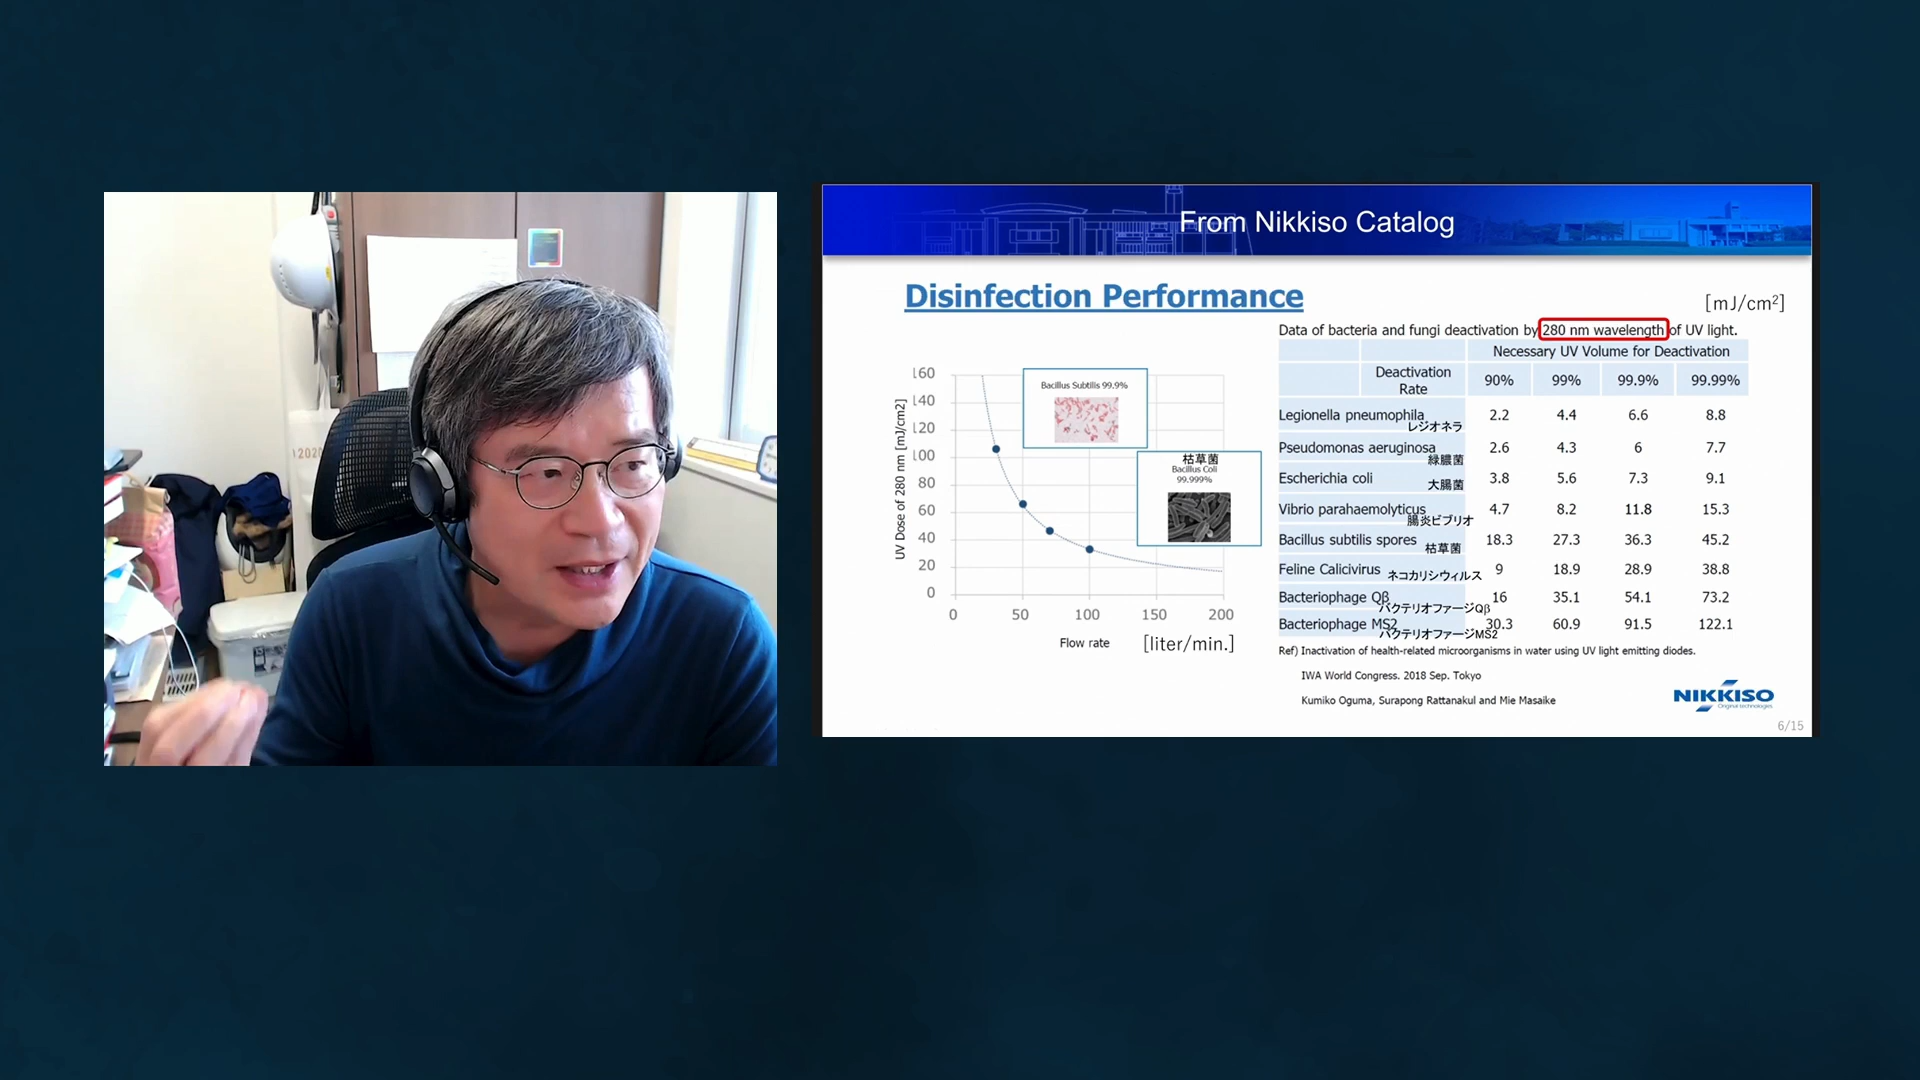 2020
From Nikkiso Catalog
Disinfection Performance
[mJ/cm²]
Data of bacteria and fungi deactivation by 280 nm wavelength of UV light.
Necessary UV Volume for Deactivation
Deactivation Rate 90% 99% 99.9% 99.99%
Legionella pneumophila レジオネラ 2.2 4.4 6.6 8.8
Pseudomonas aeruginosa 緑膿菌 2.6 4.3 6 7.7
Escherichia coli 大腸菌 3.8 5.6 7.3 9.1
Vibrio parahaemolyticus 腸炎ビブリオ 4.7 8.2 11.8 15.3
Bacillus subtilis spores 枯草菌 18.3 27.3 36.3 45.2
Feline Calicivirus ネコカリシウィルス 9 18.9 28.9 38.8
Bacteriophage Qβ バクテリオファージQβ 16 35.1 54.1 73.2
Bacteriophage MS2 バクテリオファージMS2 30.3 60.9 91.5 122.1
Ref) Inactivation of health-related microorganisms in water using UV light emitting diodes.
IWA World Congress. 2018 Sep. Tokyo
Kumiko Oguma, Surapong Rattanakul and Mie Masaike
UV Dose of 280 nm [mJ/cm2]
160
140
120
100
80
60
40
20
0
0 50 100 150 200
Flow rate [liter/min.]
Bacillus Subtilis 99.9%
枯草菌
Bacillus Coli
99.999%
NIKKISO
Original technologies
6/15